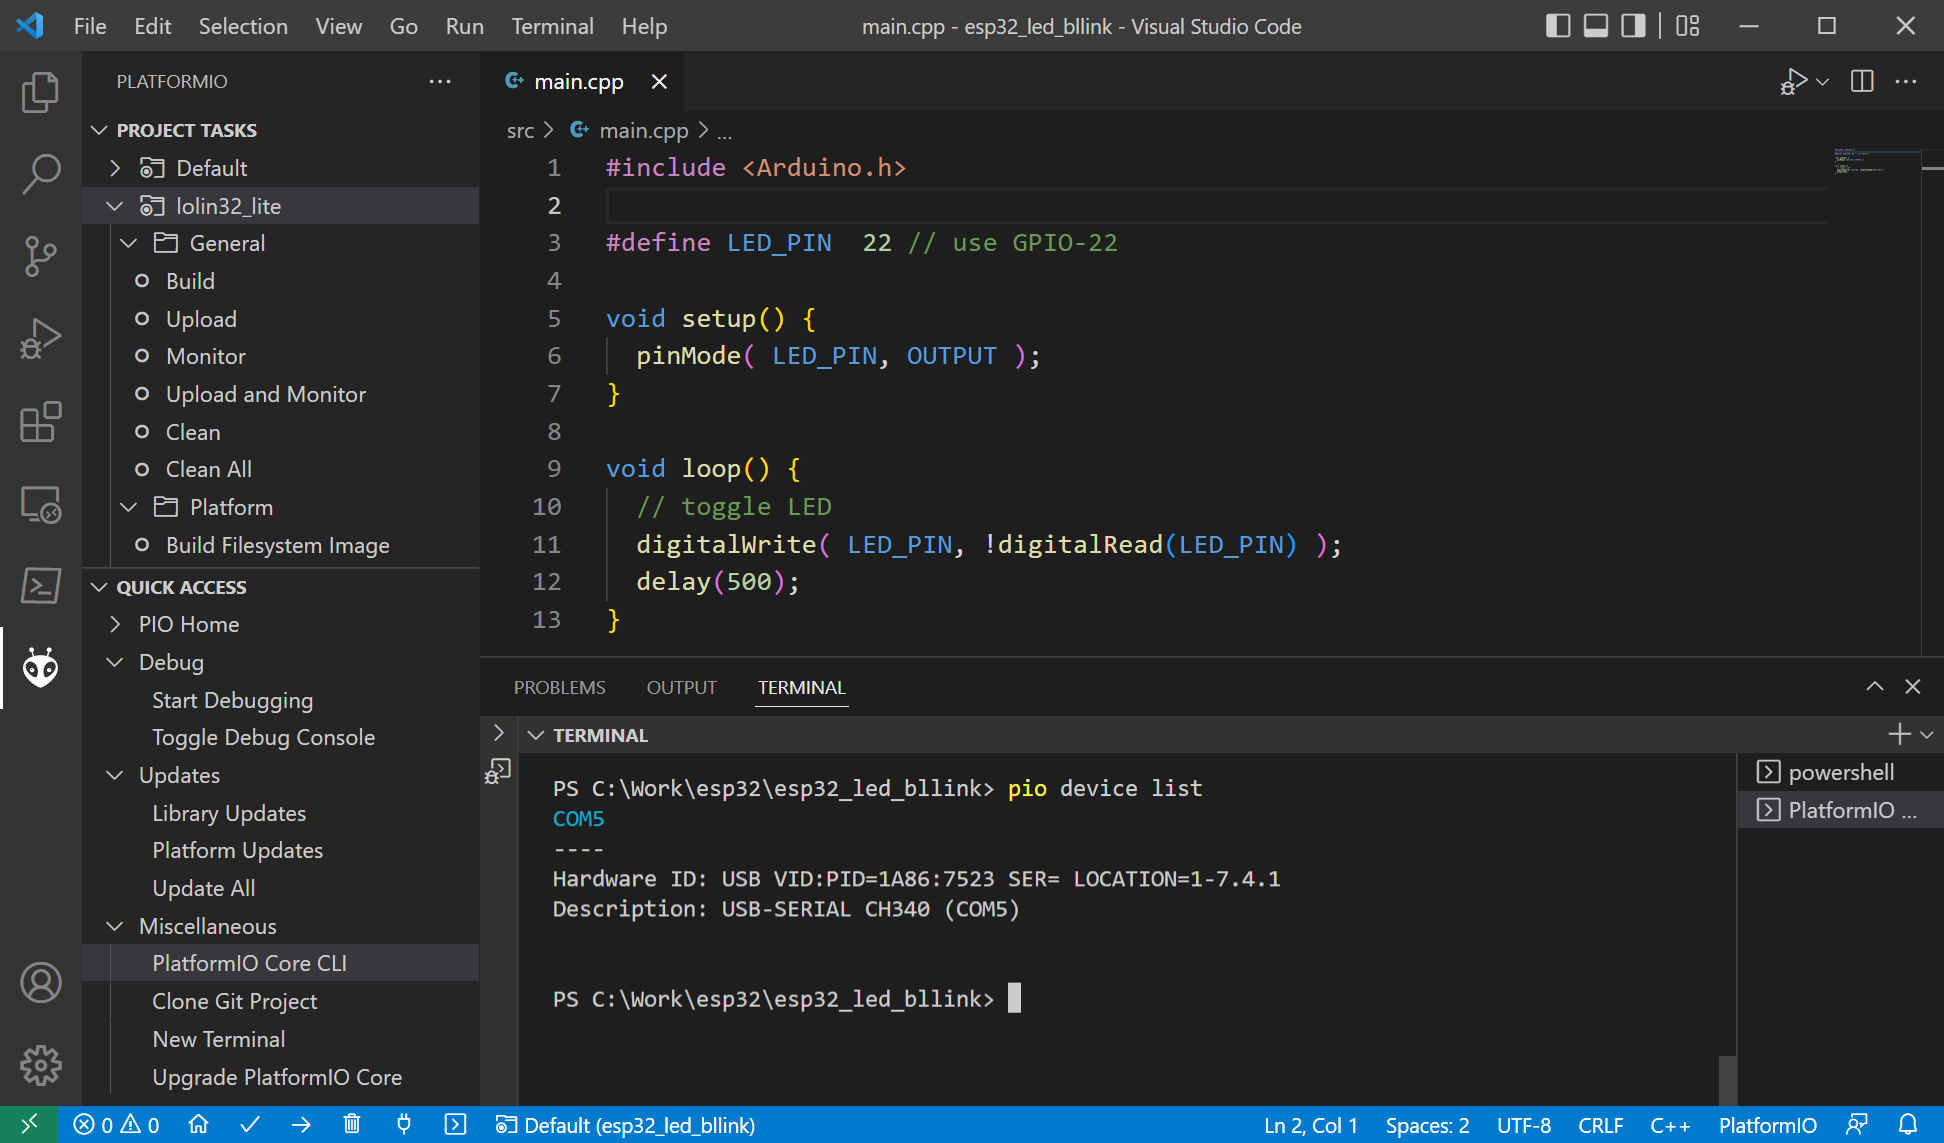 File Edit Selection View Go Run Terminal Help main.cpp - esp32_led_bllink - Visual Studio Code
PLATFORMIO
PROJECT TASKS
Default
lolin32_lite
General
Build
Upload
Monitor
Upload and Monitor
Clean
Clean All
Platform
Build Filesystem Image
QUICK ACCESS
PIO Home
Debug
Start Debugging
Toggle Debug Console
Updates
Library Updates
Platform Updates
Update All
Miscellaneous
PlatformIO Core CLI
Clone Git Project
New Terminal
Upgrade PlatformIO Core
main.cpp
src > main.cpp > ...
1 #include <Arduino.h>
2
3 #define LED_PIN  22 // use GPIO-22
4
5 void setup() {
6   pinMode( LED_PIN, OUTPUT );
7 }
8
9 void loop() {
10   // toggle LED
11   digitalWrite( LED_PIN, !digitalRead(LED_PIN) );
12   delay(500);
13 }
PROBLEMS OUTPUT TERMINAL
TERMINAL
PS C:\Work\esp32\esp32_led_bllink> pio device list
COM5
----
Hardware ID: USB VID:PID=1A86:7523 SER= LOCATION=1-7.4.1
Description: USB-SERIAL CH340 (COM5)
PS C:\Work\esp32\esp32_led_bllink>
powershell
PlatformIO ...
0 0 Default (esp32_led_bllink) Ln 2, Col 1 Spaces: 2 UTF-8 CRLF C++ PlatformIO